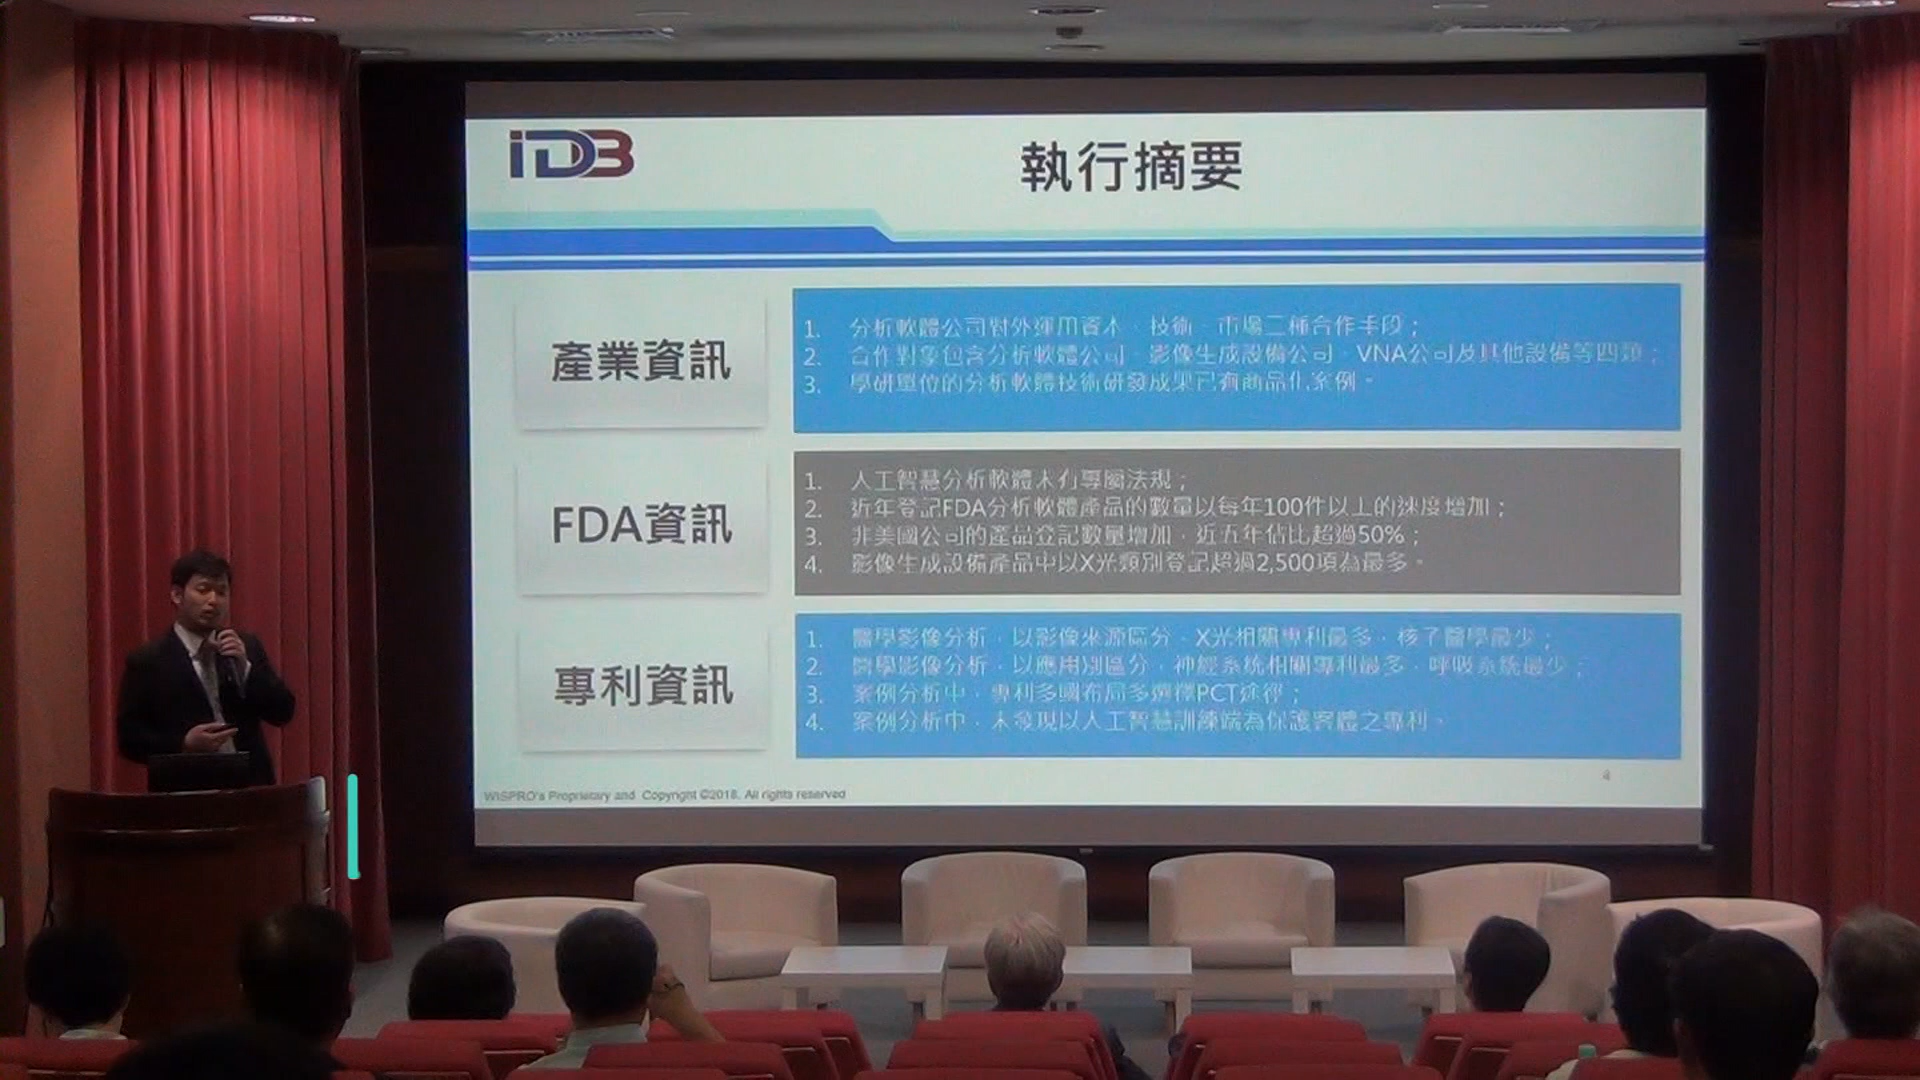 iDB
執行摘要
產業資訊
1. 分析軟體公司對外運用資本、技術、市場三種合作手段；
2. 合作對象包含分析軟體公司、影像生成設備公司、VNA公司及其他設備等四類；
3. 學研單位的分析軟體技術研發成果已有商品化案例。
FDA資訊
1. 人工智慧分析軟體未有專屬法規；
2. 近年登記FDA分析軟體產品的數量以每年100件以上的速度增加；
3. 非美國公司的產品登記數量增加，近五年佔比超過50%；
4. 影像生成設備產品中以X光類別登記超過2,500項為最多。
專利資訊
1. 醫學影像分析，以影像來源區分，X光相關專利最多，核子醫學最少；
2. 醫學影像分析，以應用別區分，神經系統相關專利最多，呼吸系統最少；
3. 案例分析中，專利多國布局多選擇PCT途徑；
4. 案例分析中，未發現以人工智慧訓練端為保護客體之專利。
4
WISPRO's Proprietary and Copyright ©2018. All rights reserved